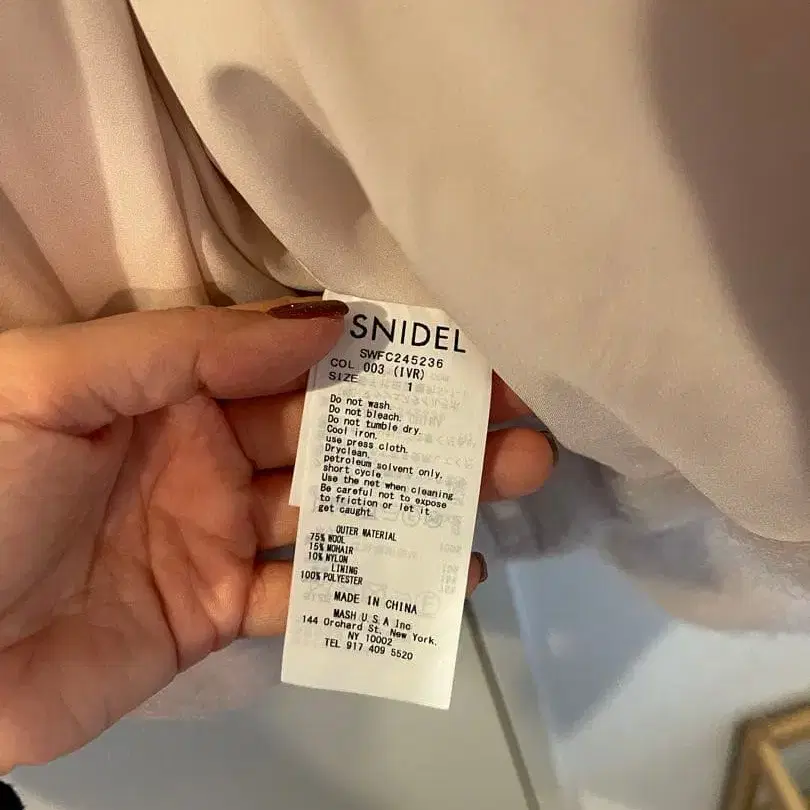 SNIDEL
SWFC245236
COL 003 (IVR)
SIZE 1
Do not wash.
Do not bleach.
Do not tumble dry.
Cool iron.
use press cloth.
Dryclean.
petroleum solvent only,
short cycle
Use the net when cleaning
Be careful not to expose
to friction or let it
get caught.
OUTER MATERIAL
75% WOOL
15% MOHAIR
10% NYLON
LINING
100% POLYESTER
MADE IN CHINA
MASH U.S.A Inc
144 Orchard St, New York,
NY 10002
TEL 917 409 5520